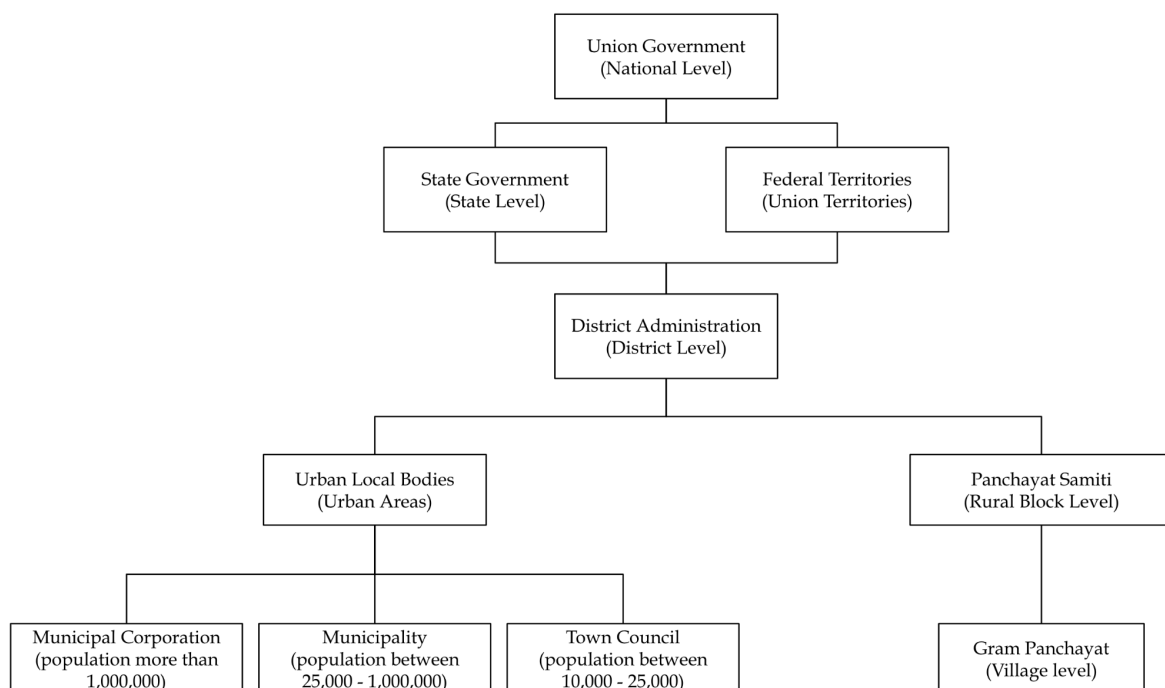 Union Government
(National Level)
State Government
(State Level)
Federal Territories
(Union Territories)
District Administration
(District Level)
Urban Local Bodies
(Urban Areas)
Panchayat Samiti
(Rural Block Level)
Municipal Corporation
(population more than
1,000,000)
Municipality
(population between
25,000 - 1,000,000)
Town Council
(population between
10,000 - 25,000)
Gram Panchayat
(Village level)